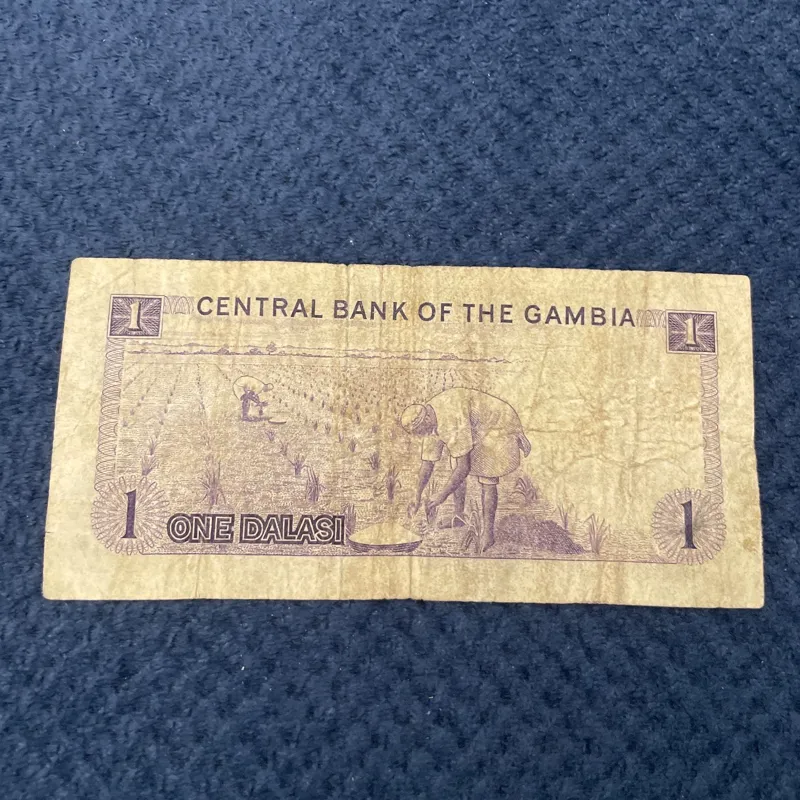 1 CENTRAL BANK OF THE GAMBIA 1
1 ONE DALASI 1